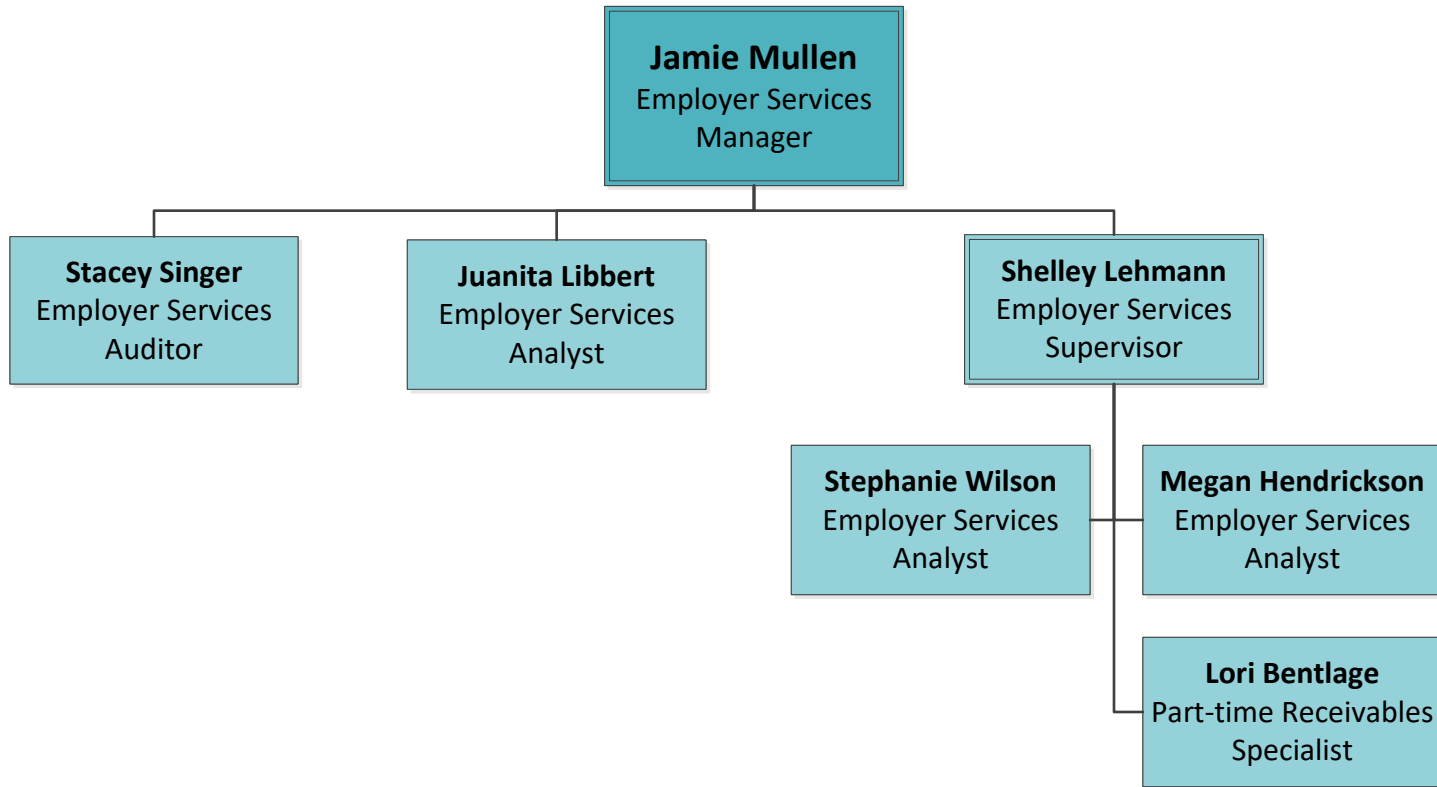 Jamie Mullen
Employer Services
Manager
Stacey Singer
Employer Services
Auditor
Juanita Libbert
Employer Services
Analyst
Shelley Lehmann
Employer Services
Supervisor
Stephanie Wilson
Employer Services
Analyst
Megan Hendrickson
Employer Services
Analyst
Lori Bentlage
Part-time Receivables
Specialist